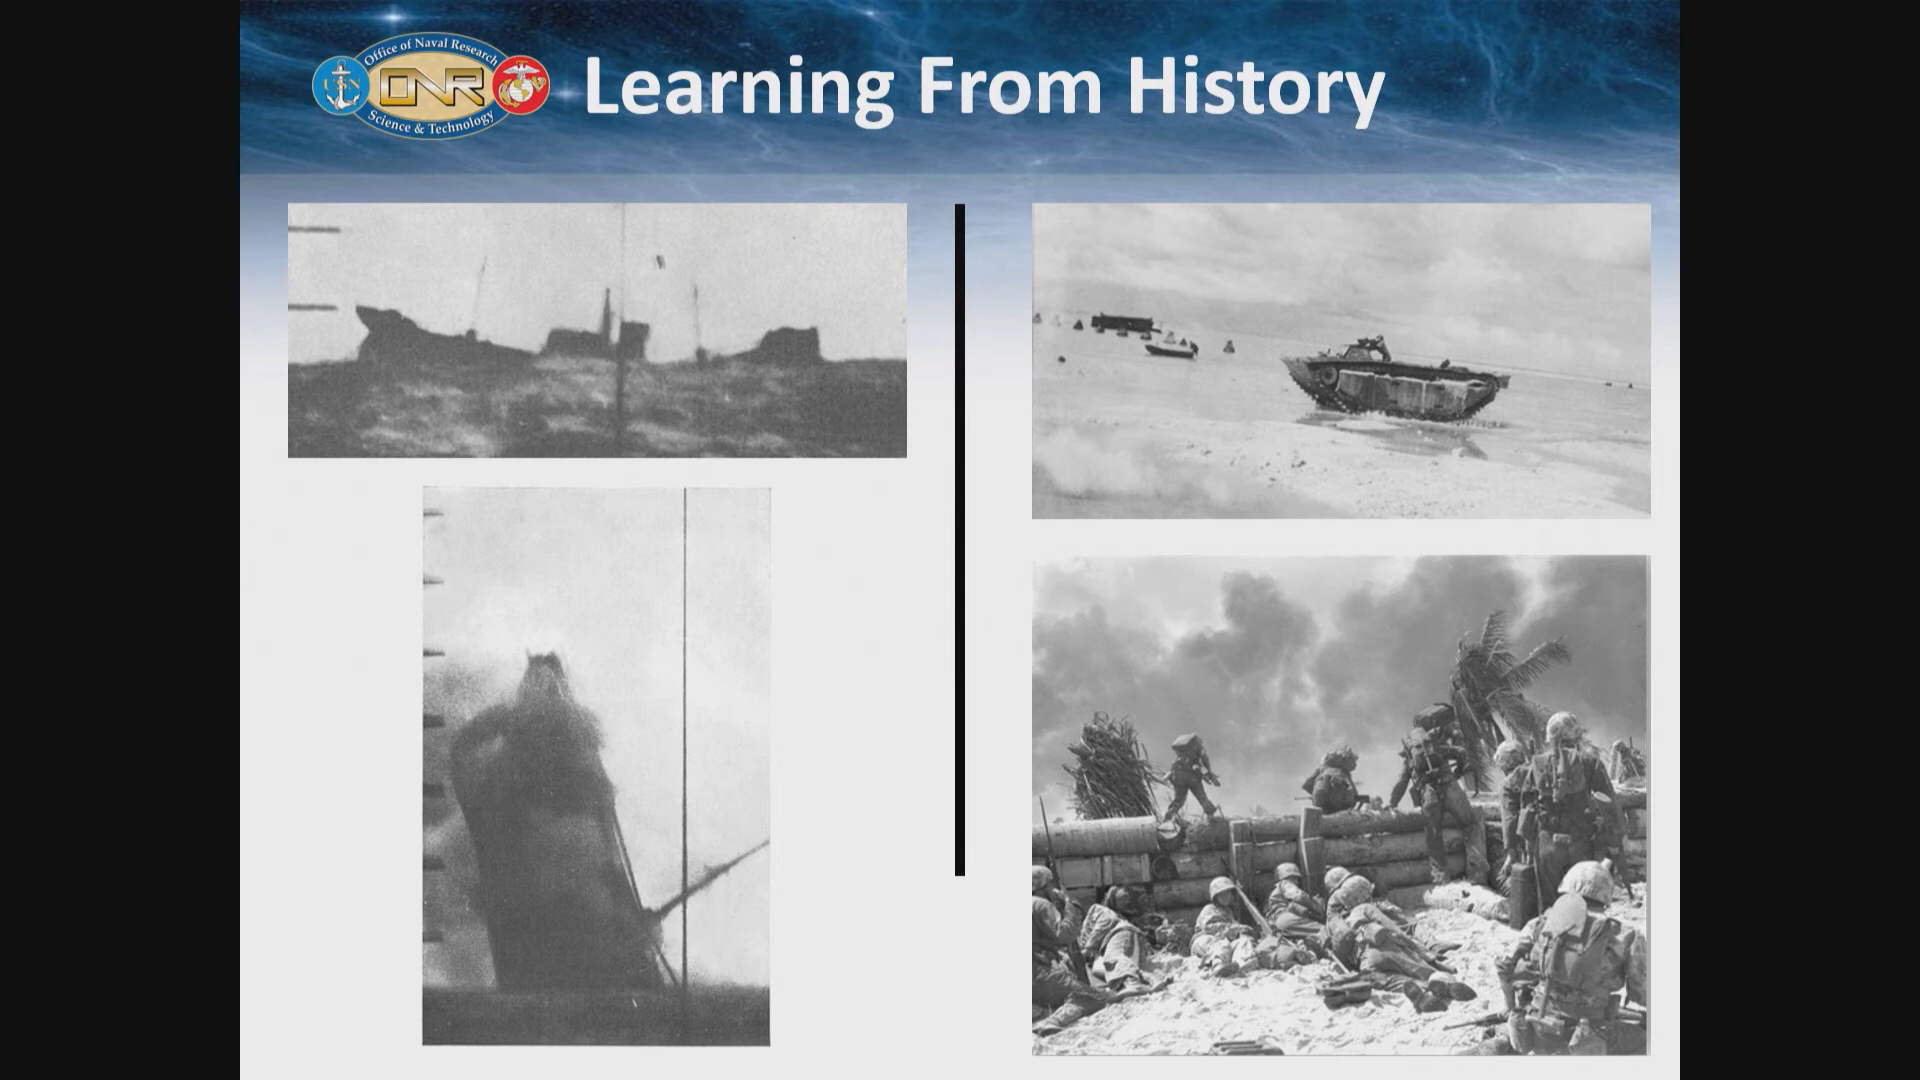 Office of Naval Research
ONR
Science & Technology
Learning From History